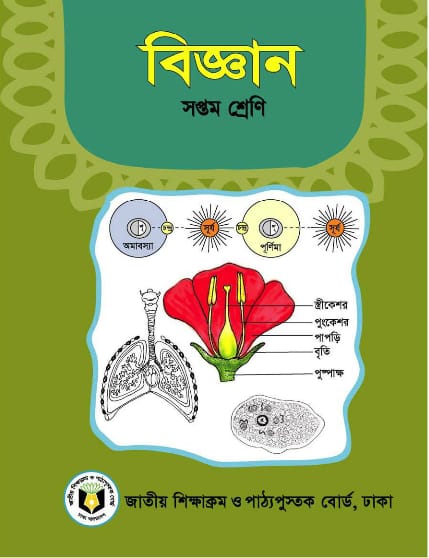 বিজ্ঞান
সপ্তম শ্রেণি
চন্দ্র
সূর্য
চন্দ্র
সূর্য
অমাবস্যা
পূর্ণিমা
স্ত্রীকেশর
পুংকেশর
পাপড়ি
বৃতি
পুষ্পাক্ষ
জাতীয় শিক্ষাক্রম ও পাঠ্যপুস্তক বোর্ড, ঢাকা